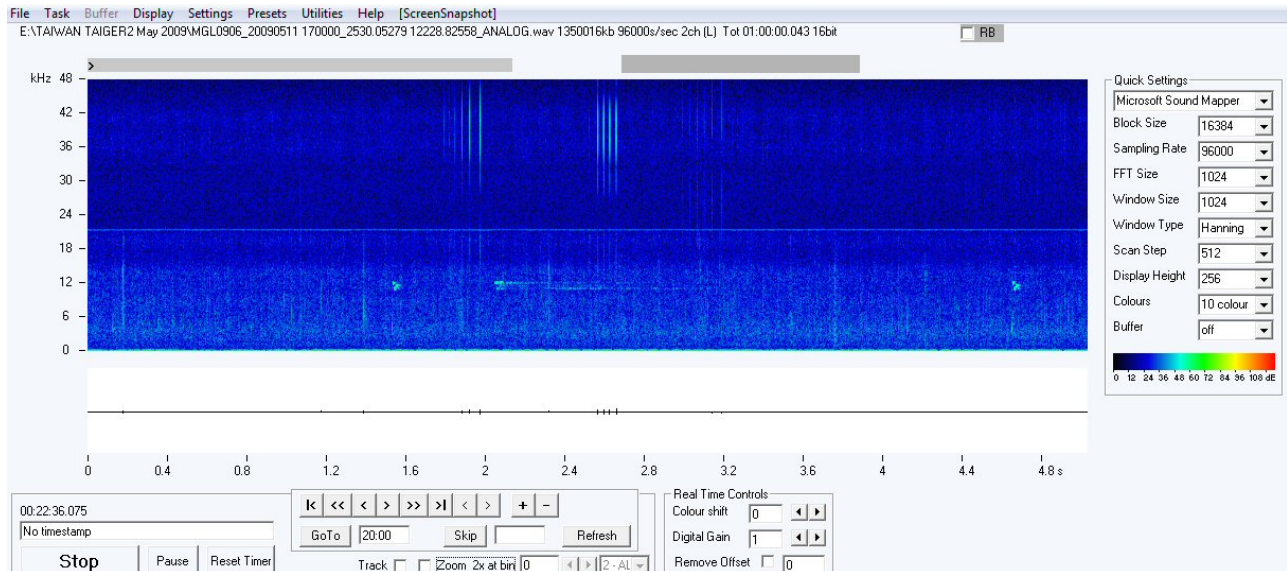 File Task Buffer Display Settings Presets Utilities Help [ScreenSnapshot]
E:\TAIWAN TAIGER2 May 2009\MGL0906_20090511 170000_2530.05279 12228.82558_ANALOG.wav 1350016kb 96000s/sec 2ch (L) Tot 01:00:00.043 16bit
RB
kHz 48
42
36
30
24
18
12
6
0
0 0.4 0.8 1.2 1.6 2 2.4 2.8 3.2 3.6 4 4.4 4.8 s
Quick Settings
Microsoft Sound Mapper
Block Size 16384
Sampling Rate 96000
FFT Size 1024
Window Size 1024
Window Type Hanning
Scan Step 512
Display Height 256
Colours 10 colour
Buffer off
0 12 24 36 48 60 72 84 96 108 dE
00:22:36.075
No timestamp
Stop Pause Reset Timer
|< << < > >> >| < > + -
GoTo 20:00 Skip Refresh
Track Zoom 2x at bin 0 2 - AL
Real Time Controls
Colour shift 0
Digital Gain 1
Remove Offset 0